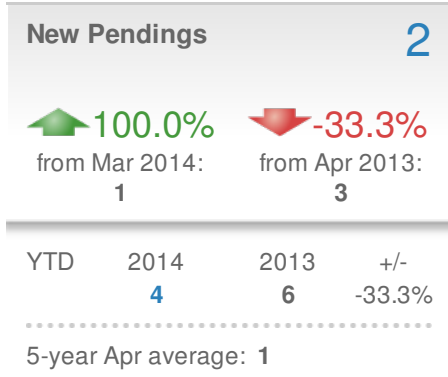 New Pendings 2
100.0% -33.3%
from Mar 2014: from Apr 2013:
1 3
YTD 2014 2013 +/-
4 6 -33.3%
5-year Apr average: 1